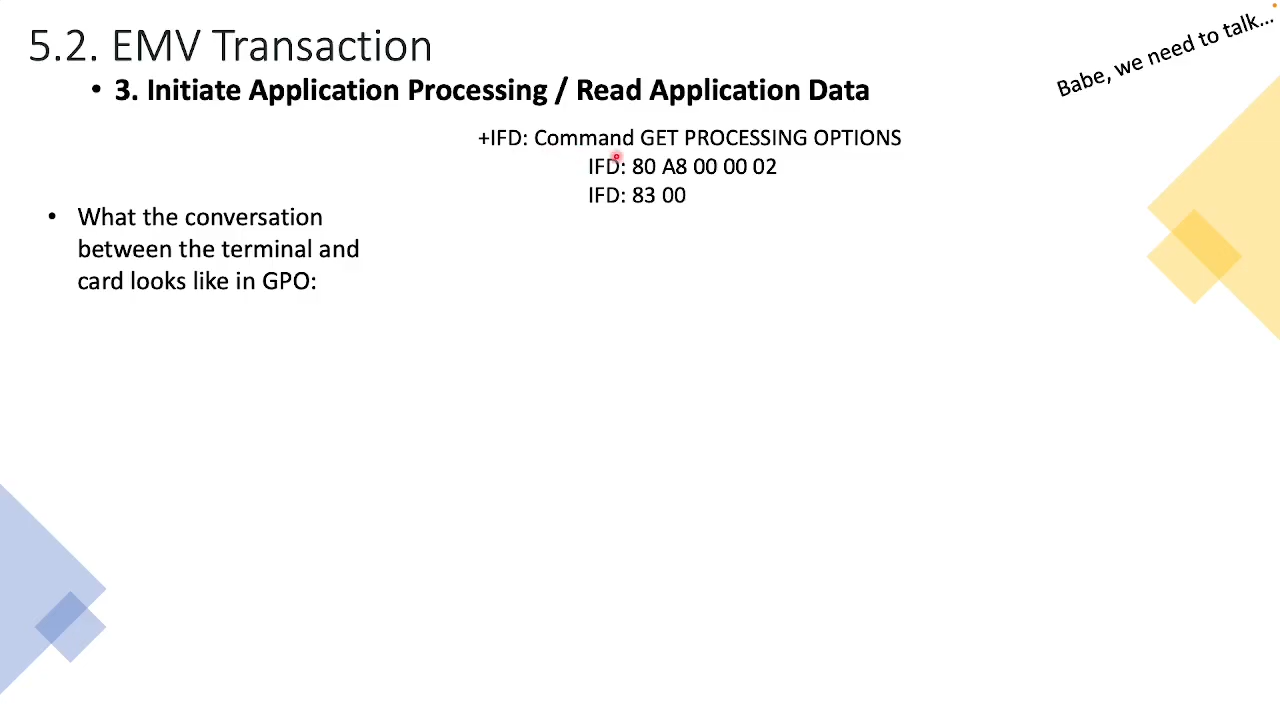 5.2. EMV Transaction
Babe, we need to talk...
• 3. Initiate Application Processing / Read Application Data
+IFD: Command GET PROCESSING OPTIONS
IFD: 80 A8 00 00 02
IFD: 83 00
• What the conversation
between the terminal and
card looks like in GPO: